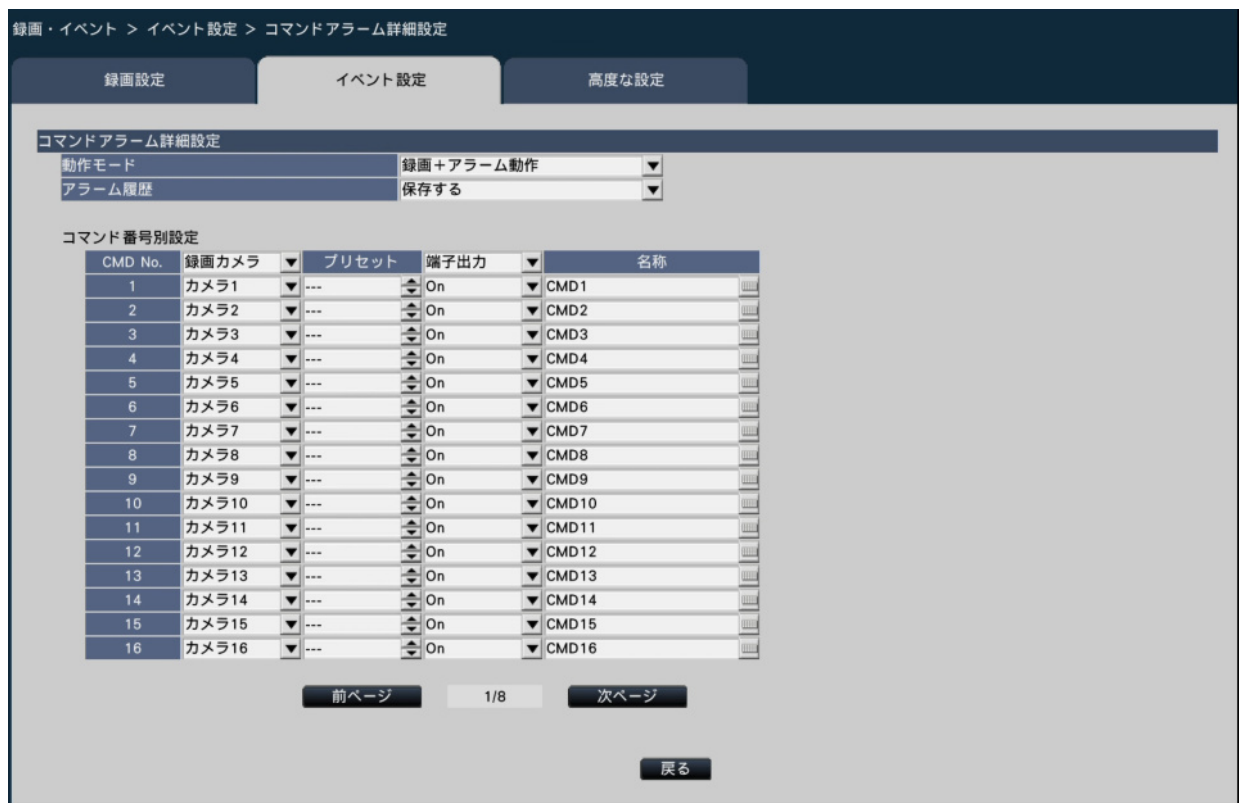 録画・イベント > イベント設定 > コマンドアラーム詳細設定
録画設定 イベント設定 高度な設定
コマンドアラーム詳細設定
動作モード 録画＋アラーム動作
アラーム履歴 保存する
コマンド番号別設定
CMD No. 録画カメラ プリセット 端子出力 名称
1 カメラ1 --- On CMD1
2 カメラ2 --- On CMD2
3 カメラ3 --- On CMD3
4 カメラ4 --- On CMD4
5 カメラ5 --- On CMD5
6 カメラ6 --- On CMD6
7 カメラ7 --- On CMD7
8 カメラ8 --- On CMD8
9 カメラ9 --- On CMD9
10 カメラ10 --- On CMD10
11 カメラ11 --- On CMD11
12 カメラ12 --- On CMD12
13 カメラ13 --- On CMD13
14 カメラ14 --- On CMD14
15 カメラ15 --- On CMD15
16 カメラ16 --- On CMD16
前ページ 1/8 次ページ
戻る